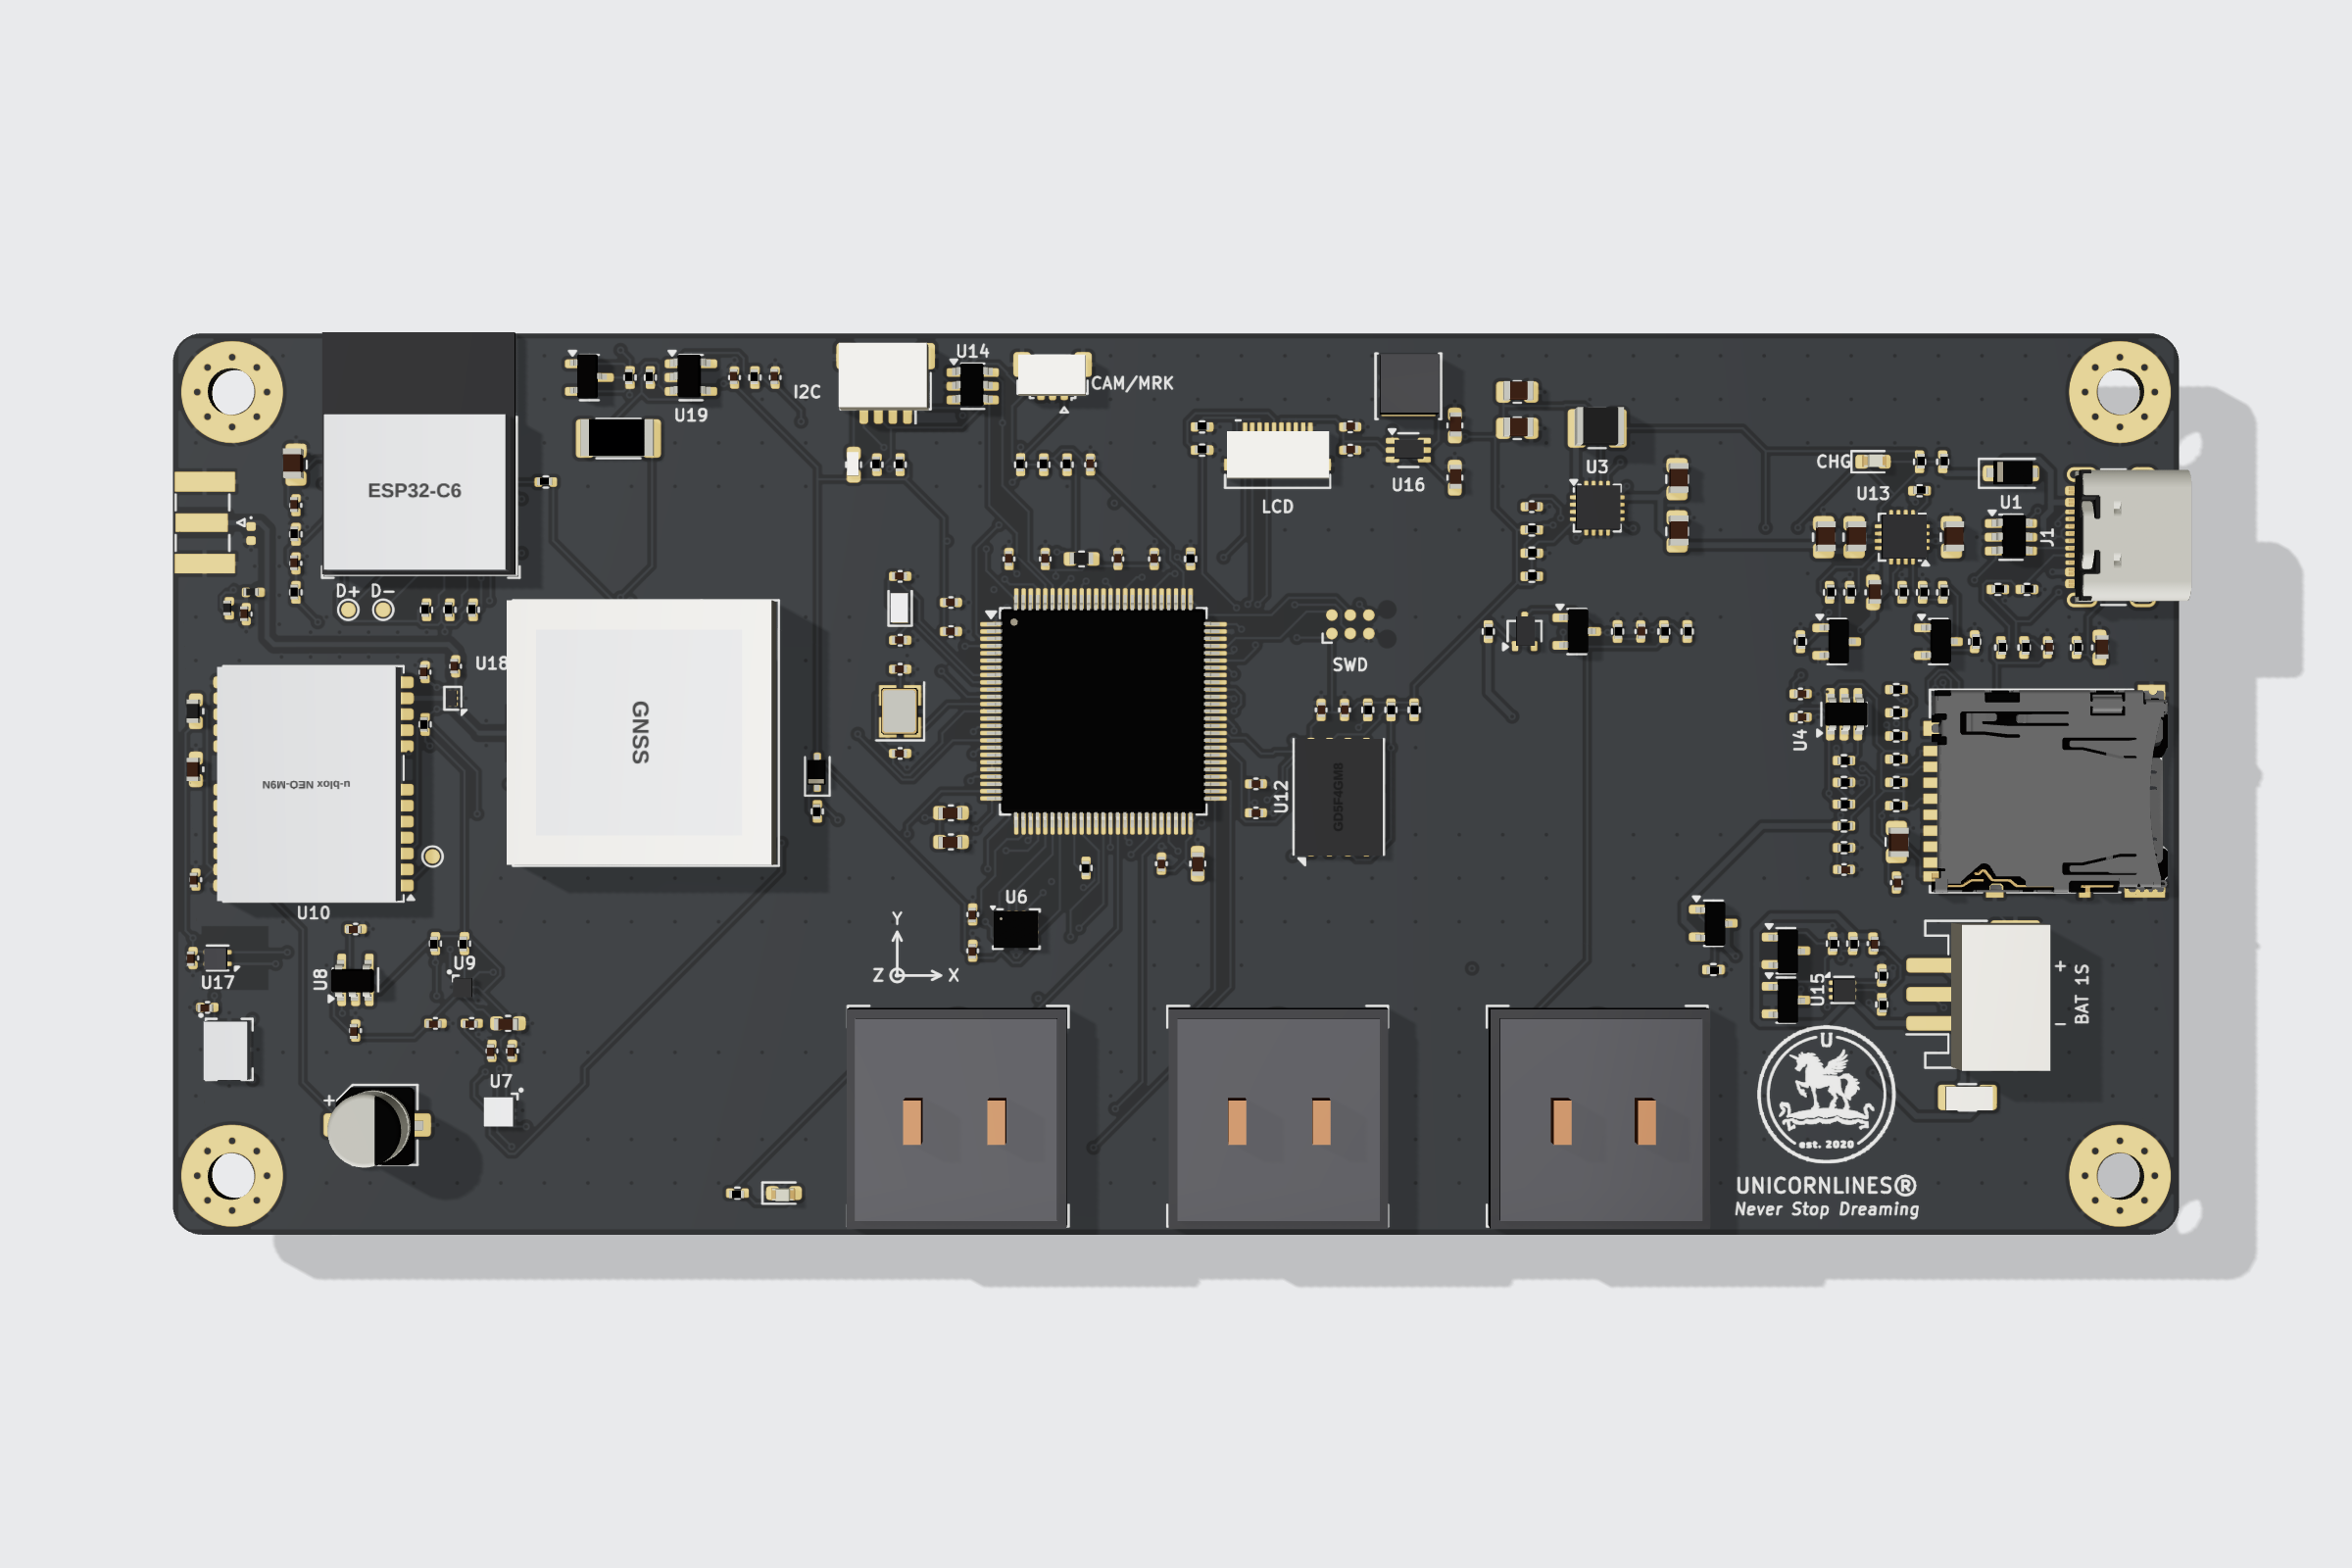 U14
I2C
CAM/MRK
U19
ESP32-C6
U3
U16
LCD
CHG
U13
U1
J1
D+ D-
U18
SWD
GNSS
U4
u-blox NEO-M9N
U12
GD5F4GM8
U10
U6
Y
Z
X
U9
U8
U17
U15
+
BAT 1S
–
U7
+
U
est. 2020
UNICORNLINES®
Never Stop Dreaming